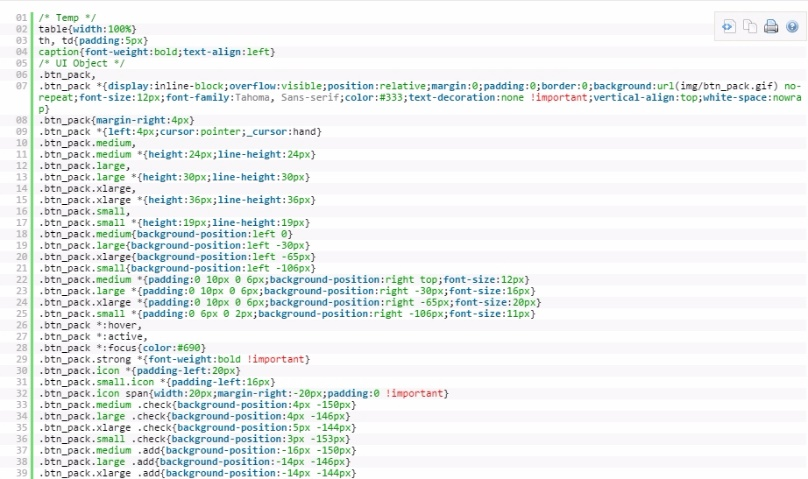 01 /* Temp */
02 table{width:100%}
03 th, td{padding:5px}
04 caption{font-weight:bold;text-align:left}
05 /* UI Object */
06 .btn_pack,
07 .btn_pack *{display:inline-block;overflow:visible;position:relative;margin:0;padding:0;border:0;background:url(img/btn_pack.gif) no-
repeat;font-size:12px;font-family:Tahoma, Sans-serif;color:#333;text-decoration:none !important;vertical-align:top;white-space:nowra
p}
08 .btn_pack{margin-right:4px}
09 .btn_pack *{left:4px;cursor:pointer;_cursor:hand}
10 .btn_pack.medium,
11 .btn_pack.medium *{height:24px;line-height:24px}
12 .btn_pack.large,
13 .btn_pack.large *{height:30px;line-height:30px}
14 .btn_pack.xlarge,
15 .btn_pack.xlarge *{height:36px;line-height:36px}
16 .btn_pack.small,
17 .btn_pack.small *{height:19px;line-height:19px}
18 .btn_pack.medium{background-position:left 0}
19 .btn_pack.large{background-position:left -30px}
20 .btn_pack.xlarge{background-position:left -65px}
21 .btn_pack.small{background-position:left -106px}
22 .btn_pack.medium *{padding:0 10px 0 6px;background-position:right top;font-size:12px}
23 .btn_pack.large *{padding:0 10px 0 6px;background-position:right -30px;font-size:16px}
24 .btn_pack.xlarge *{padding:0 10px 0 6px;background-position:right -65px;font-size:20px}
25 .btn_pack.small *{padding:0 6px 0 2px;background-position:right -106px;font-size:11px}
26 .btn_pack *:hover,
27 .btn_pack *:active,
28 .btn_pack *:focus{color:#690}
29 .btn_pack.strong *{font-weight:bold !important}
30 .btn_pack.icon *{padding-left:20px}
31 .btn_pack.small.icon *{padding-left:16px}
32 .btn_pack.icon span{width:20px;margin-right:-20px;padding:0 !important}
33 .btn_pack.medium .check{background-position:4px -150px}
34 .btn_pack.large .check{background-position:4px -146px}
35 .btn_pack.xlarge .check{background-position:5px -144px}
36 .btn_pack.small .check{background-position:3px -153px}
37 .btn_pack.medium .add{background-position:-16px -150px}
38 .btn_pack.large .add{background-position:-14px -146px}
39 .btn_pack.xlarge .add{background-position:-14px -144px}